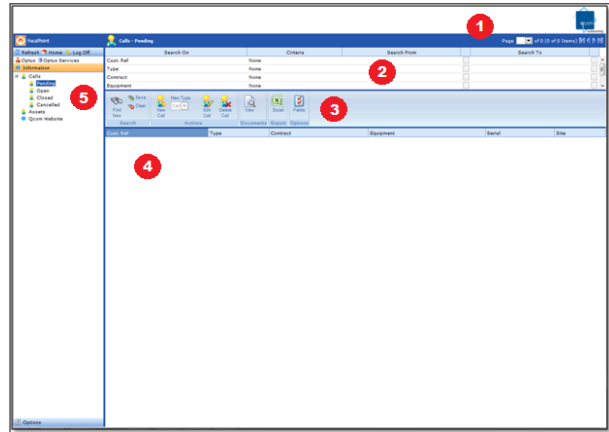 1
focalPoint
Calls - Pending
Page of 0 (0 of 0 Items)
Refresh Home Log Off
Search On Criteria Search From Search To
Optus Optus Services
Cust. Ref None
Information
Type None
2
Calls
Contract None
Pending
Equipment None
Open
5
Closed
Save New Type
Cancelled
Clear Call
3
Assets
Find Now New Call Edit Call Delete Call View Excel Fields
Qcom Website
Search Actions Documents Export Options
Cust. Ref Type Contract Equipment Serial Site
4
Options